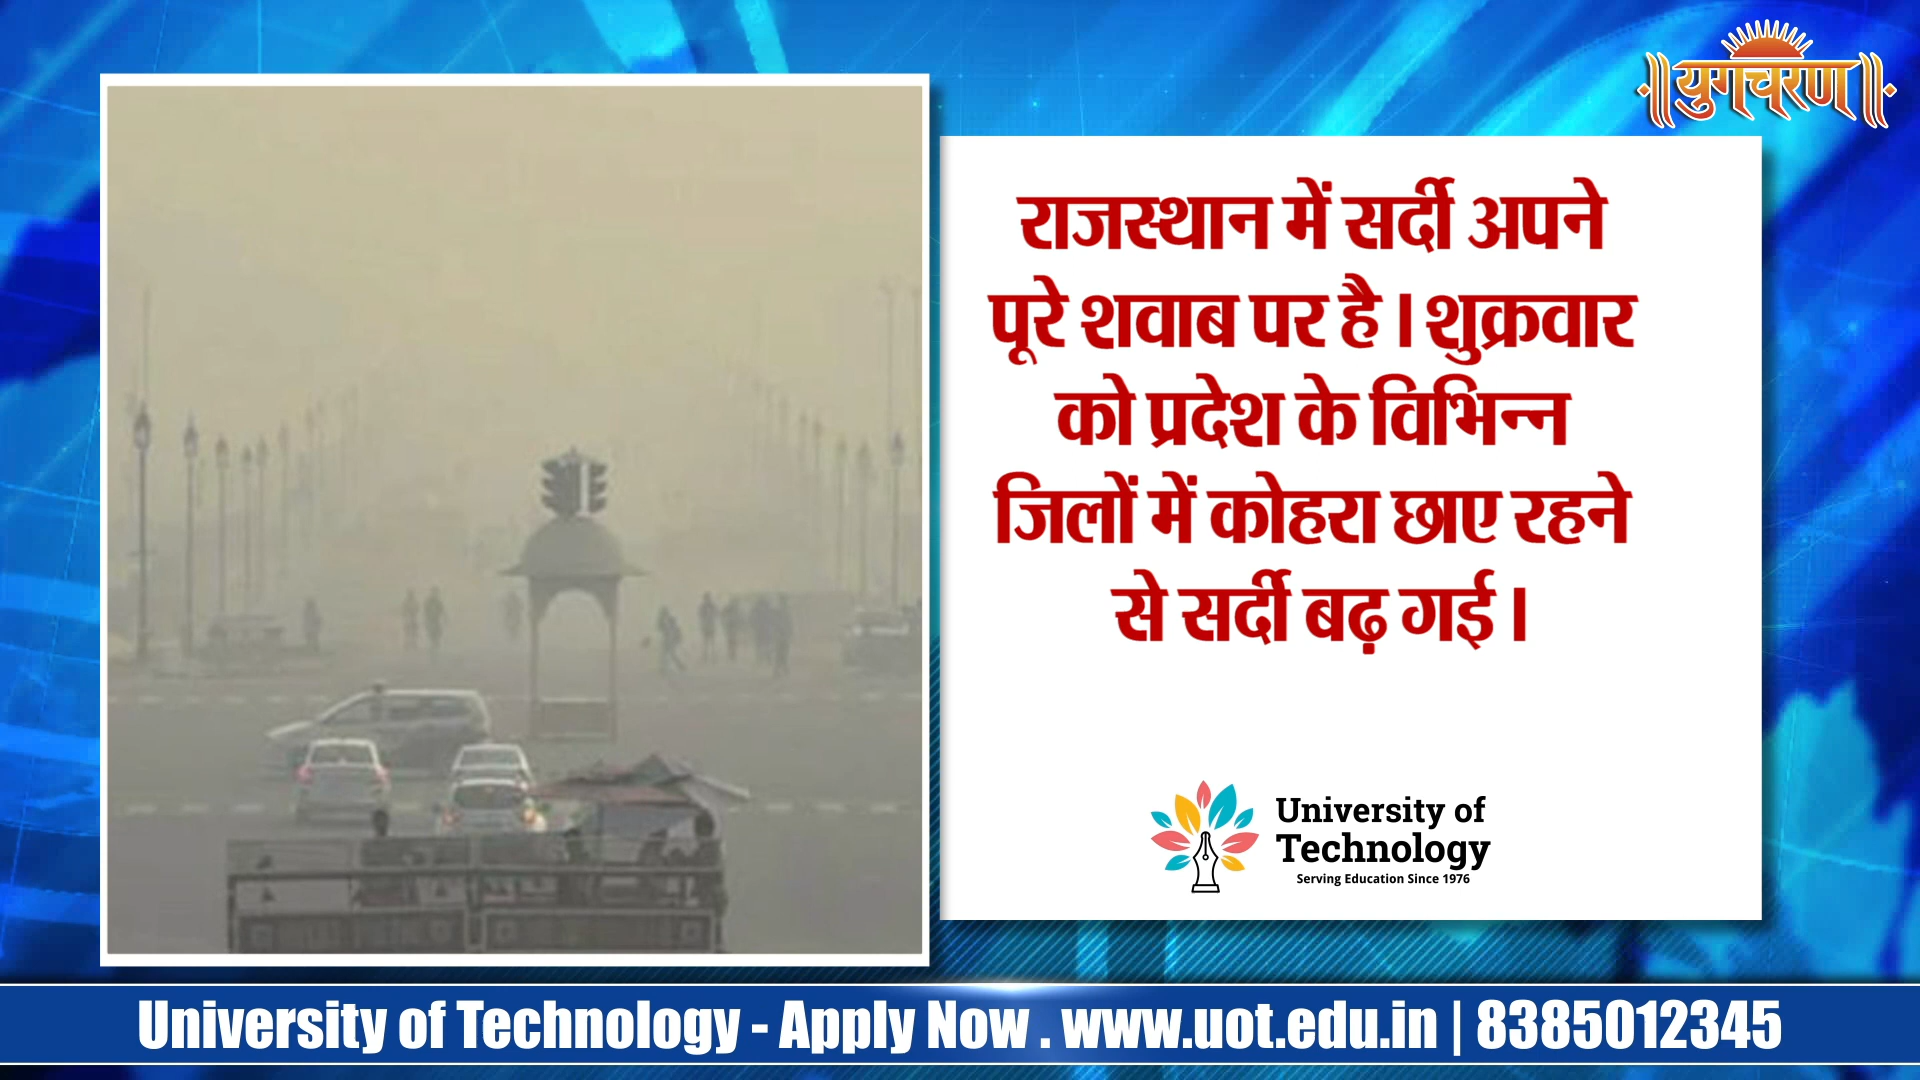 ॥युगचरण॥
राजस्थान में सर्दी अपने
पूरे शवाब पर है । शुक्रवार
को प्रदेश के विभिन्न
जिलों में कोहरा छाए रहने
से सर्दी बढ़ गई ।
University of
Technology
Serving Education Since 1976
University of Technology - Apply Now . www.uot.edu.in | 8385012345